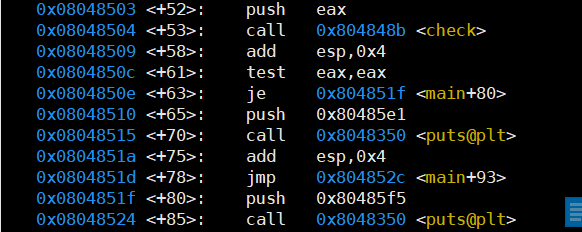 0x08048503 <+52>: push eax
0x08048504 <+53>: call 0x804848b <check>
0x08048509 <+58>: add esp,0x4
0x0804850c <+61>: test eax,eax
0x0804850e <+63>: je 0x804851f <main+80>
0x08048510 <+65>: push 0x80485e1
0x08048515 <+70>: call 0x8048350 <puts@plt>
0x0804851a <+75>: add esp,0x4
0x0804851d <+78>: jmp 0x804852c <main+93>
0x0804851f <+80>: push 0x80485f5
0x08048524 <+85>: call 0x8048350 <puts@plt>